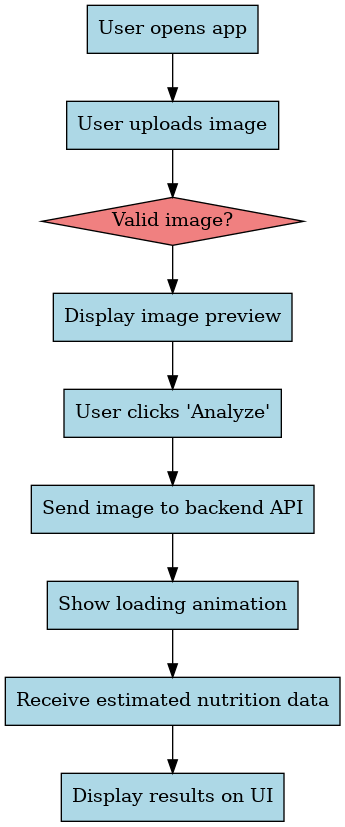 User opens app
User uploads image
Valid image?
Display image preview
User clicks 'Analyze'
Send image to backend API
Show loading animation
Receive estimated nutrition data
Display results on UI